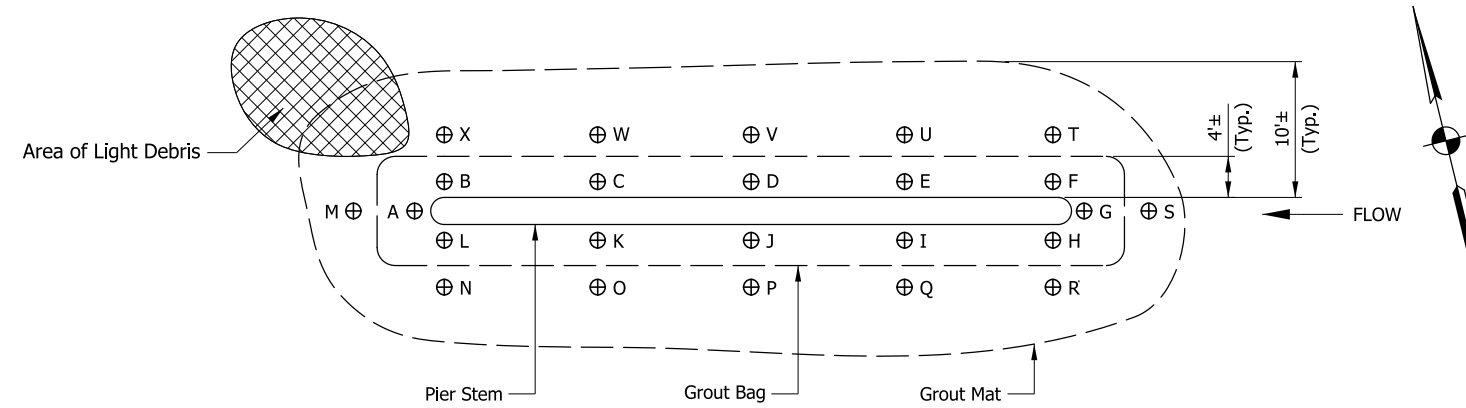 X W V U T
4'±
(Typ.)
10'±
(Typ.)
Area of Light Debris
B C D E F
M A G S FLOW
L K J I H
N O P Q R
Pier Stem Grout Bag Grout Mat